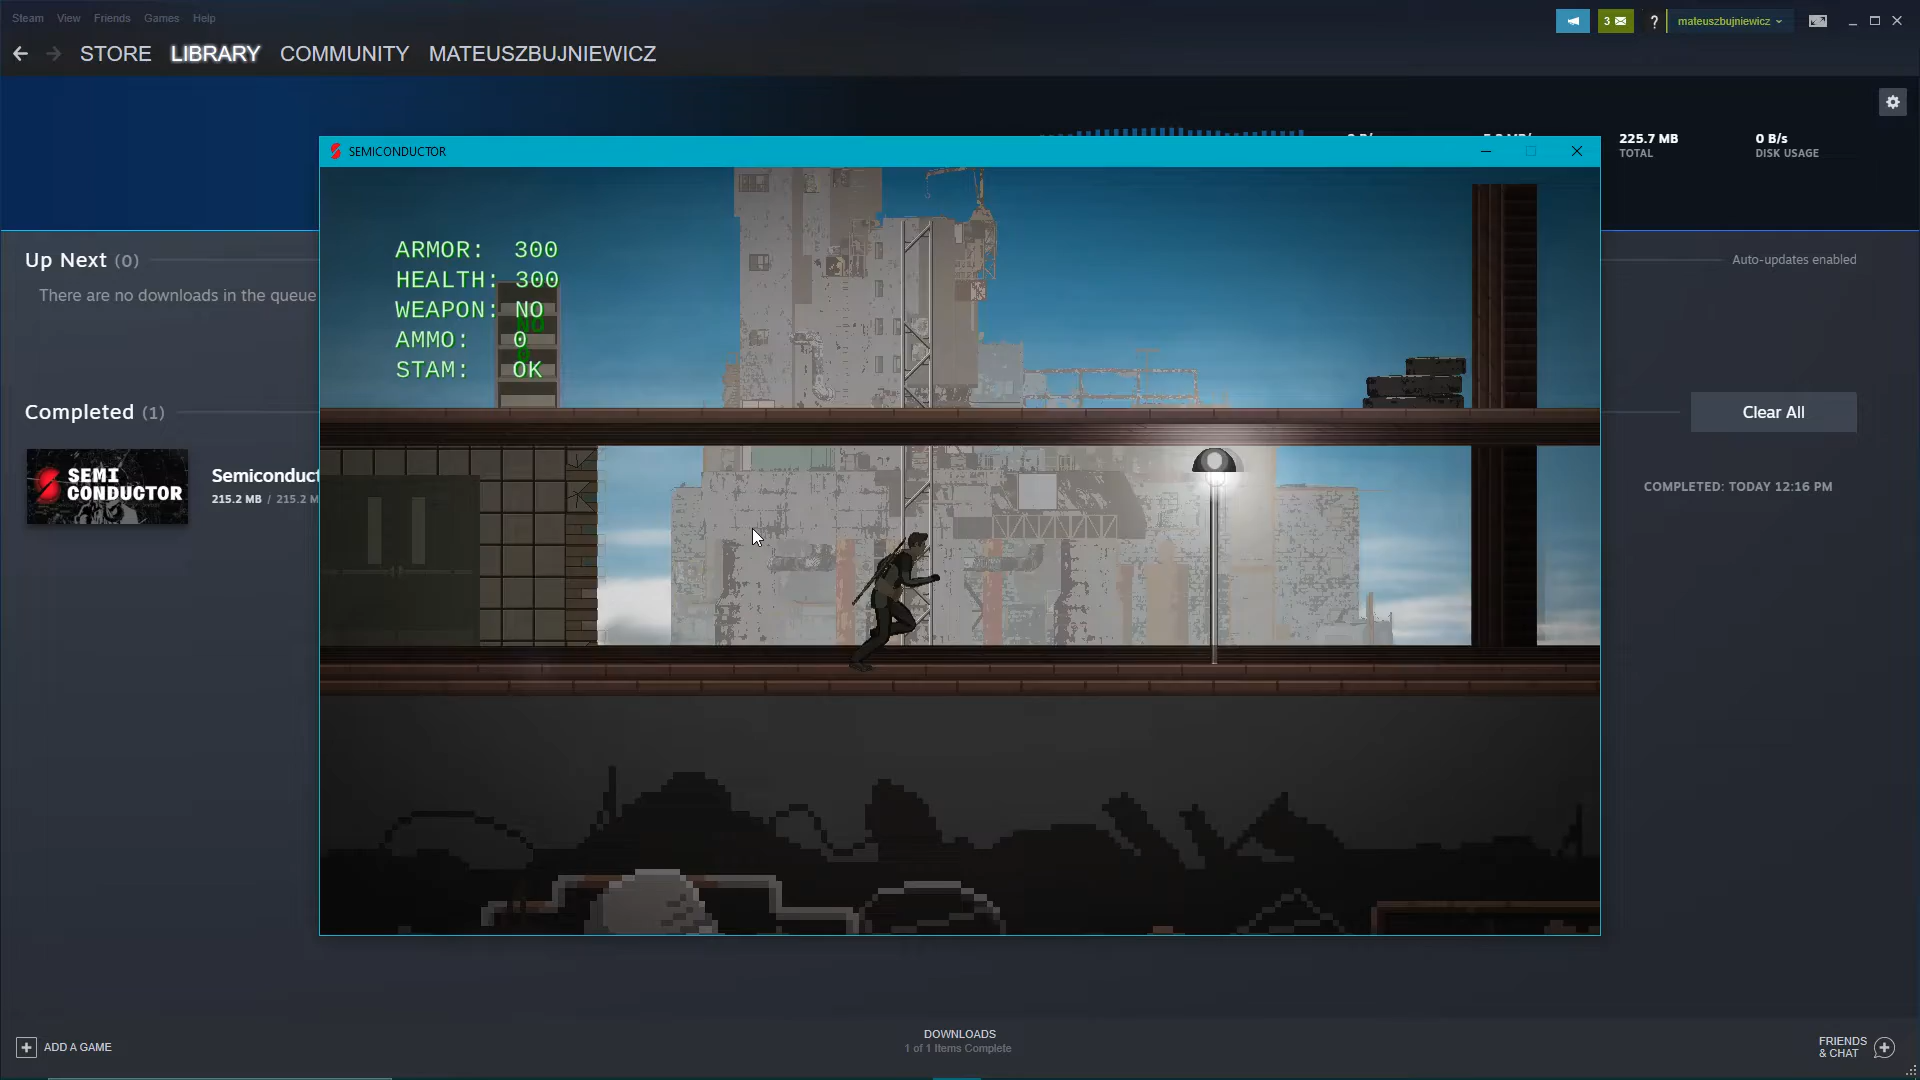 Steam View Friends Games Help
3 ? mateuszbujniewicz
STORE LIBRARY COMMUNITY MATEUSZBUJNIEWICZ
225.7 MB 0 B/s
TOTAL DISK USAGE
SEMICONDUCTOR
ARMOR: 300
HEALTH: 300
WEAPON: NO
AMMO: 0
STAM: OK
Up Next (0)
Auto-updates enabled
There are no downloads in the queue
Completed (1)
Clear All
SEMI
CONDUCTOR
Semiconduct
215.2 MB / 215.2 M
COMPLETED: TODAY 12:16 PM
ADD A GAME
DOWNLOADS
1 of 1 Items Complete
FRIENDS
& CHAT